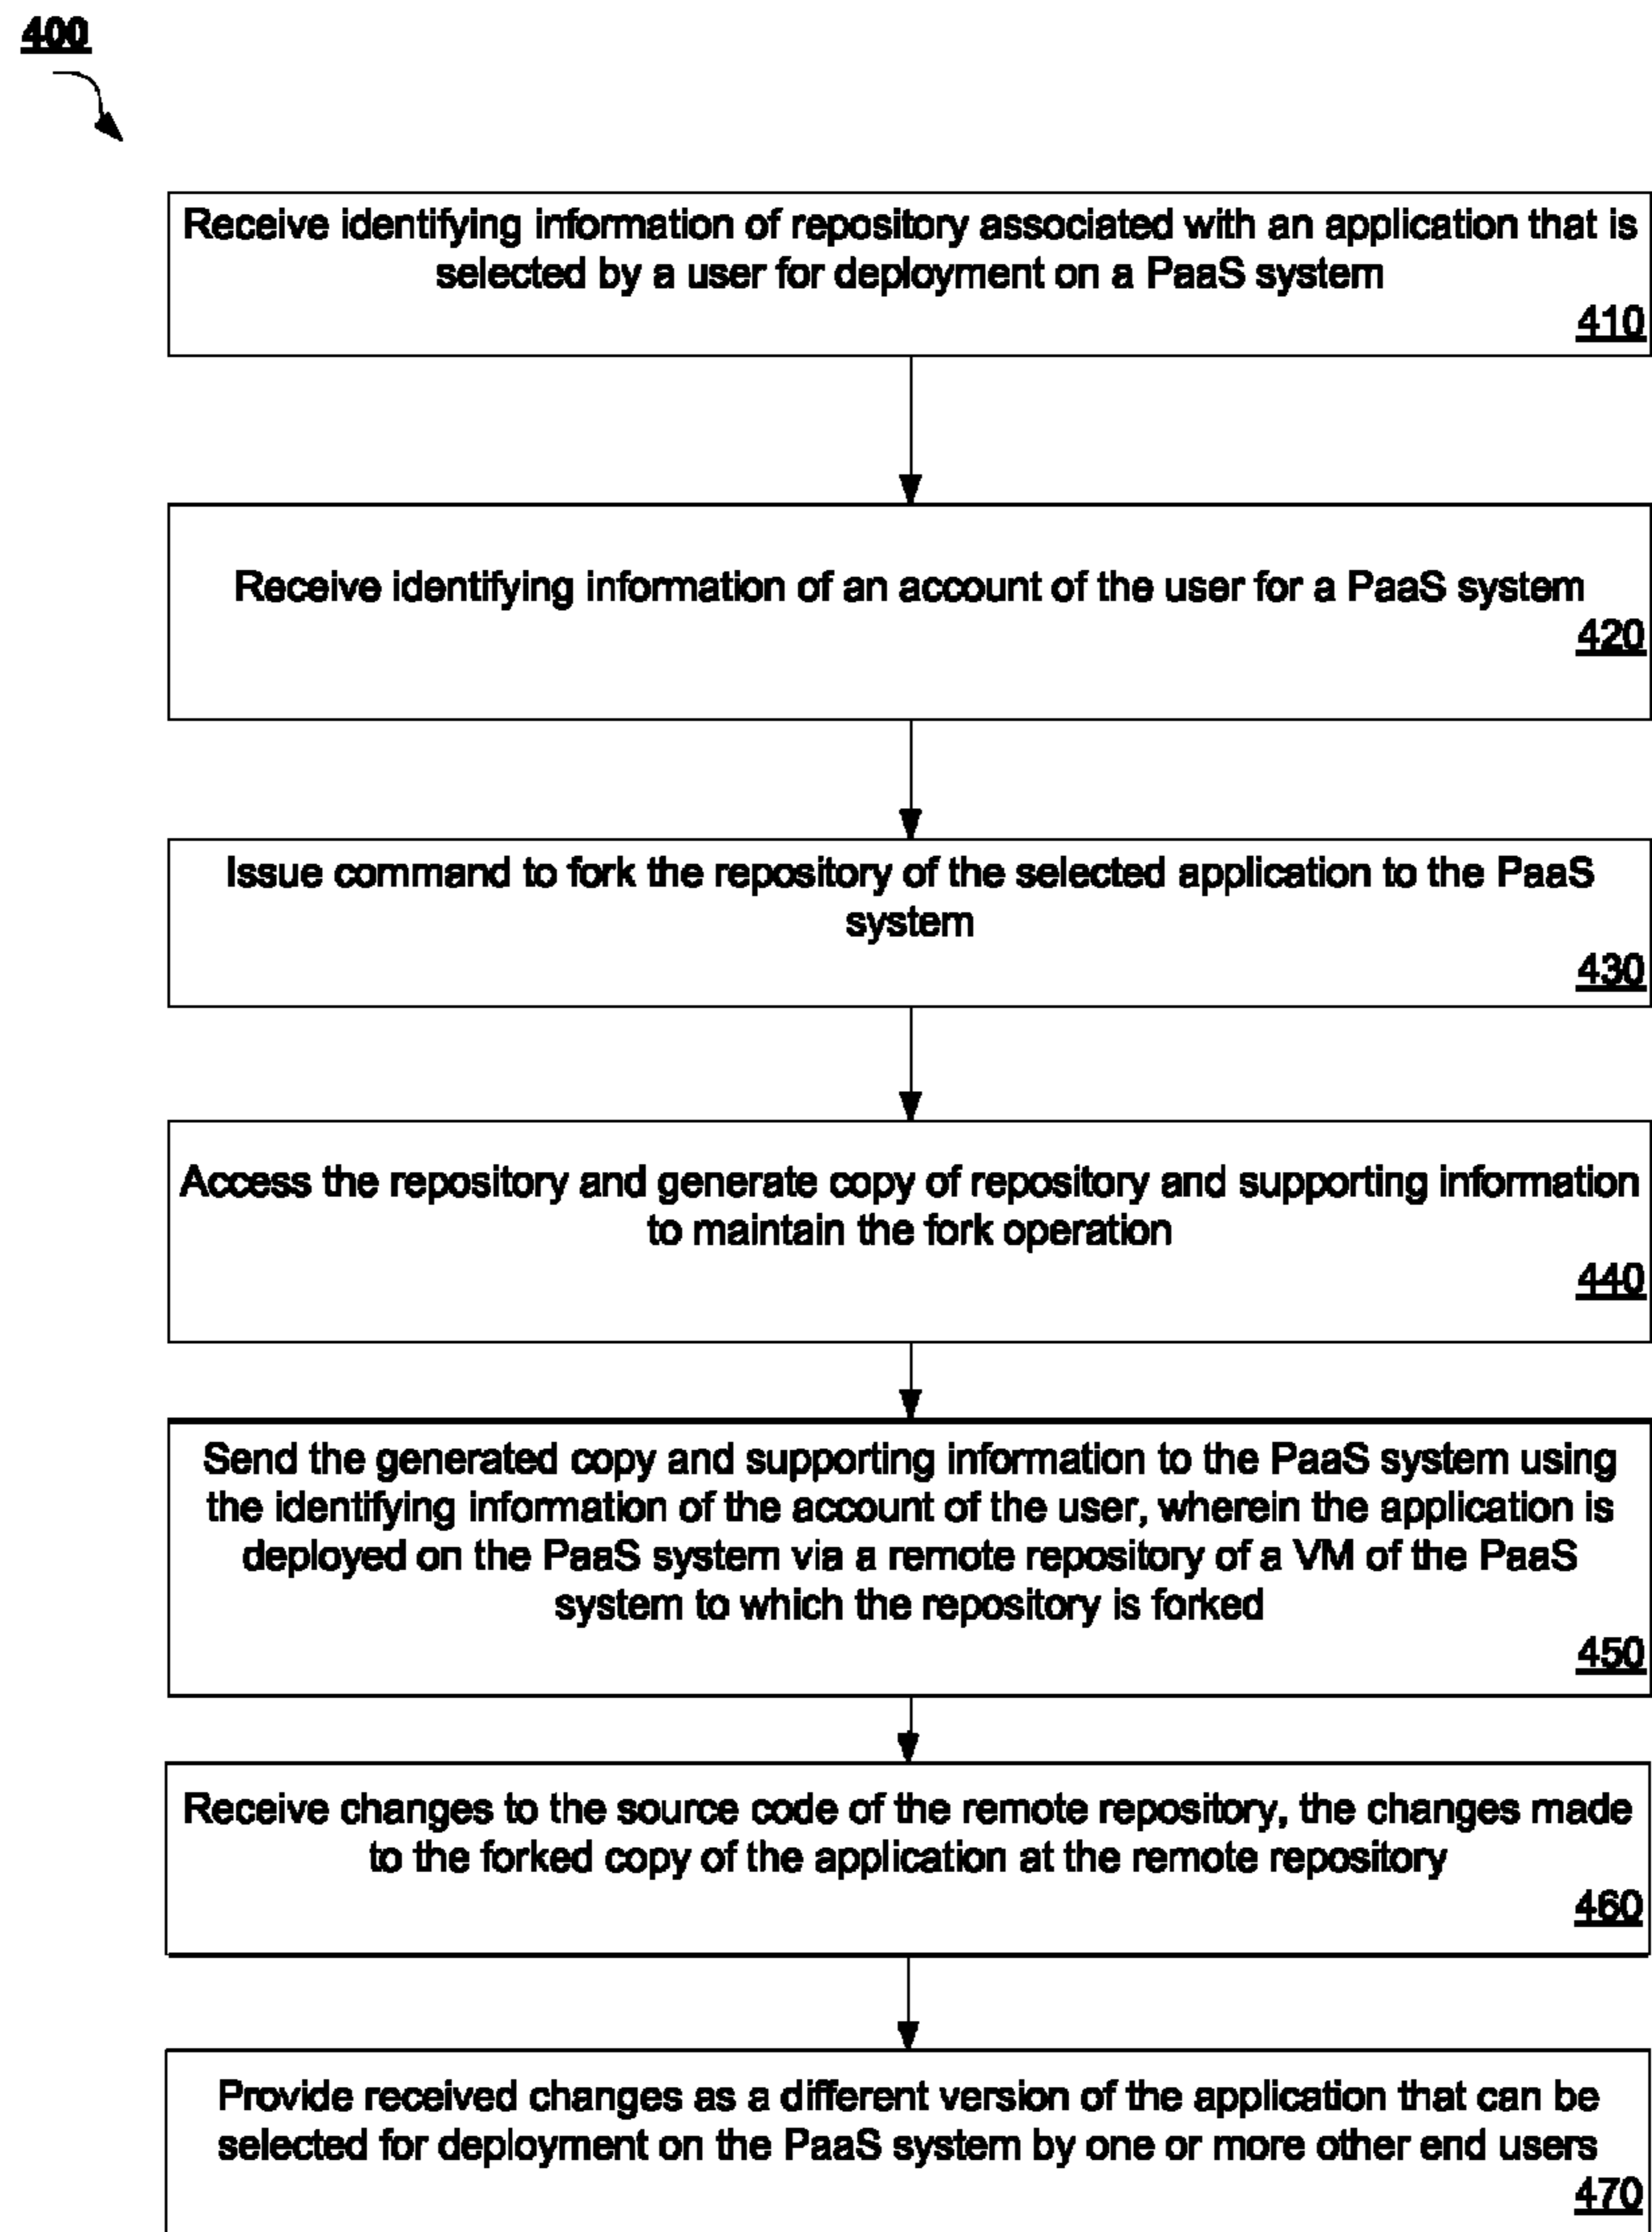 400
Receive identifying information of repository associated with an application that is
selected by a user for deployment on a PaaS system
410
Receive identifying information of an account of the user for a PaaS system
420
Issue command to fork the repository of the selected application to the PaaS
system
430
Access the repository and generate copy of repository and supporting information
to maintain the fork operation
440
Send the generated copy and supporting information to the PaaS system using
the identifying information of the account of the user, wherein the application is
deployed on the PaaS system via a remote repository of a VM of the PaaS
system to which the repository is forked
450
Receive changes to the source code of the remote repository, the changes made
to the forked copy of the application at the remote repository
460
Provide received changes as a different version of the application that can be
selected for deployment on the PaaS system by one or more other end users
470